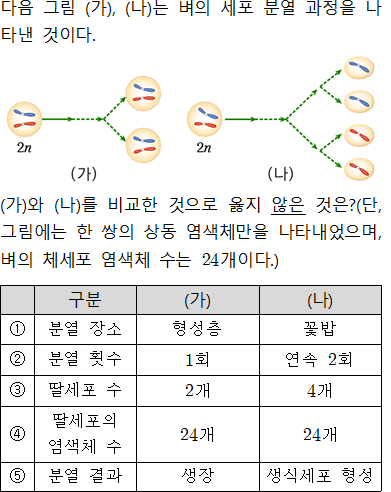 다음 그림 (가), (나)는 벼의 세포 분열 과정을 나
타낸 것이다.
2n
(가)
2n
(나)
(가)와 (나)를 비교한 것으로 옳지 않은 것은?(단,
그림에는 한 쌍의 상동 염색체만을 나타내었으며,
벼의 체세포 염색체 수는 24개이다.)
구분 (가) (나)
① 분열 장소 형성층 꽃밥
② 분열 횟수 1회 연속 2회
③ 딸세포 수 2개 4개
④ 딸세포의 염색체 수 24개 24개
⑤ 분열 결과 생장 생식세포 형성